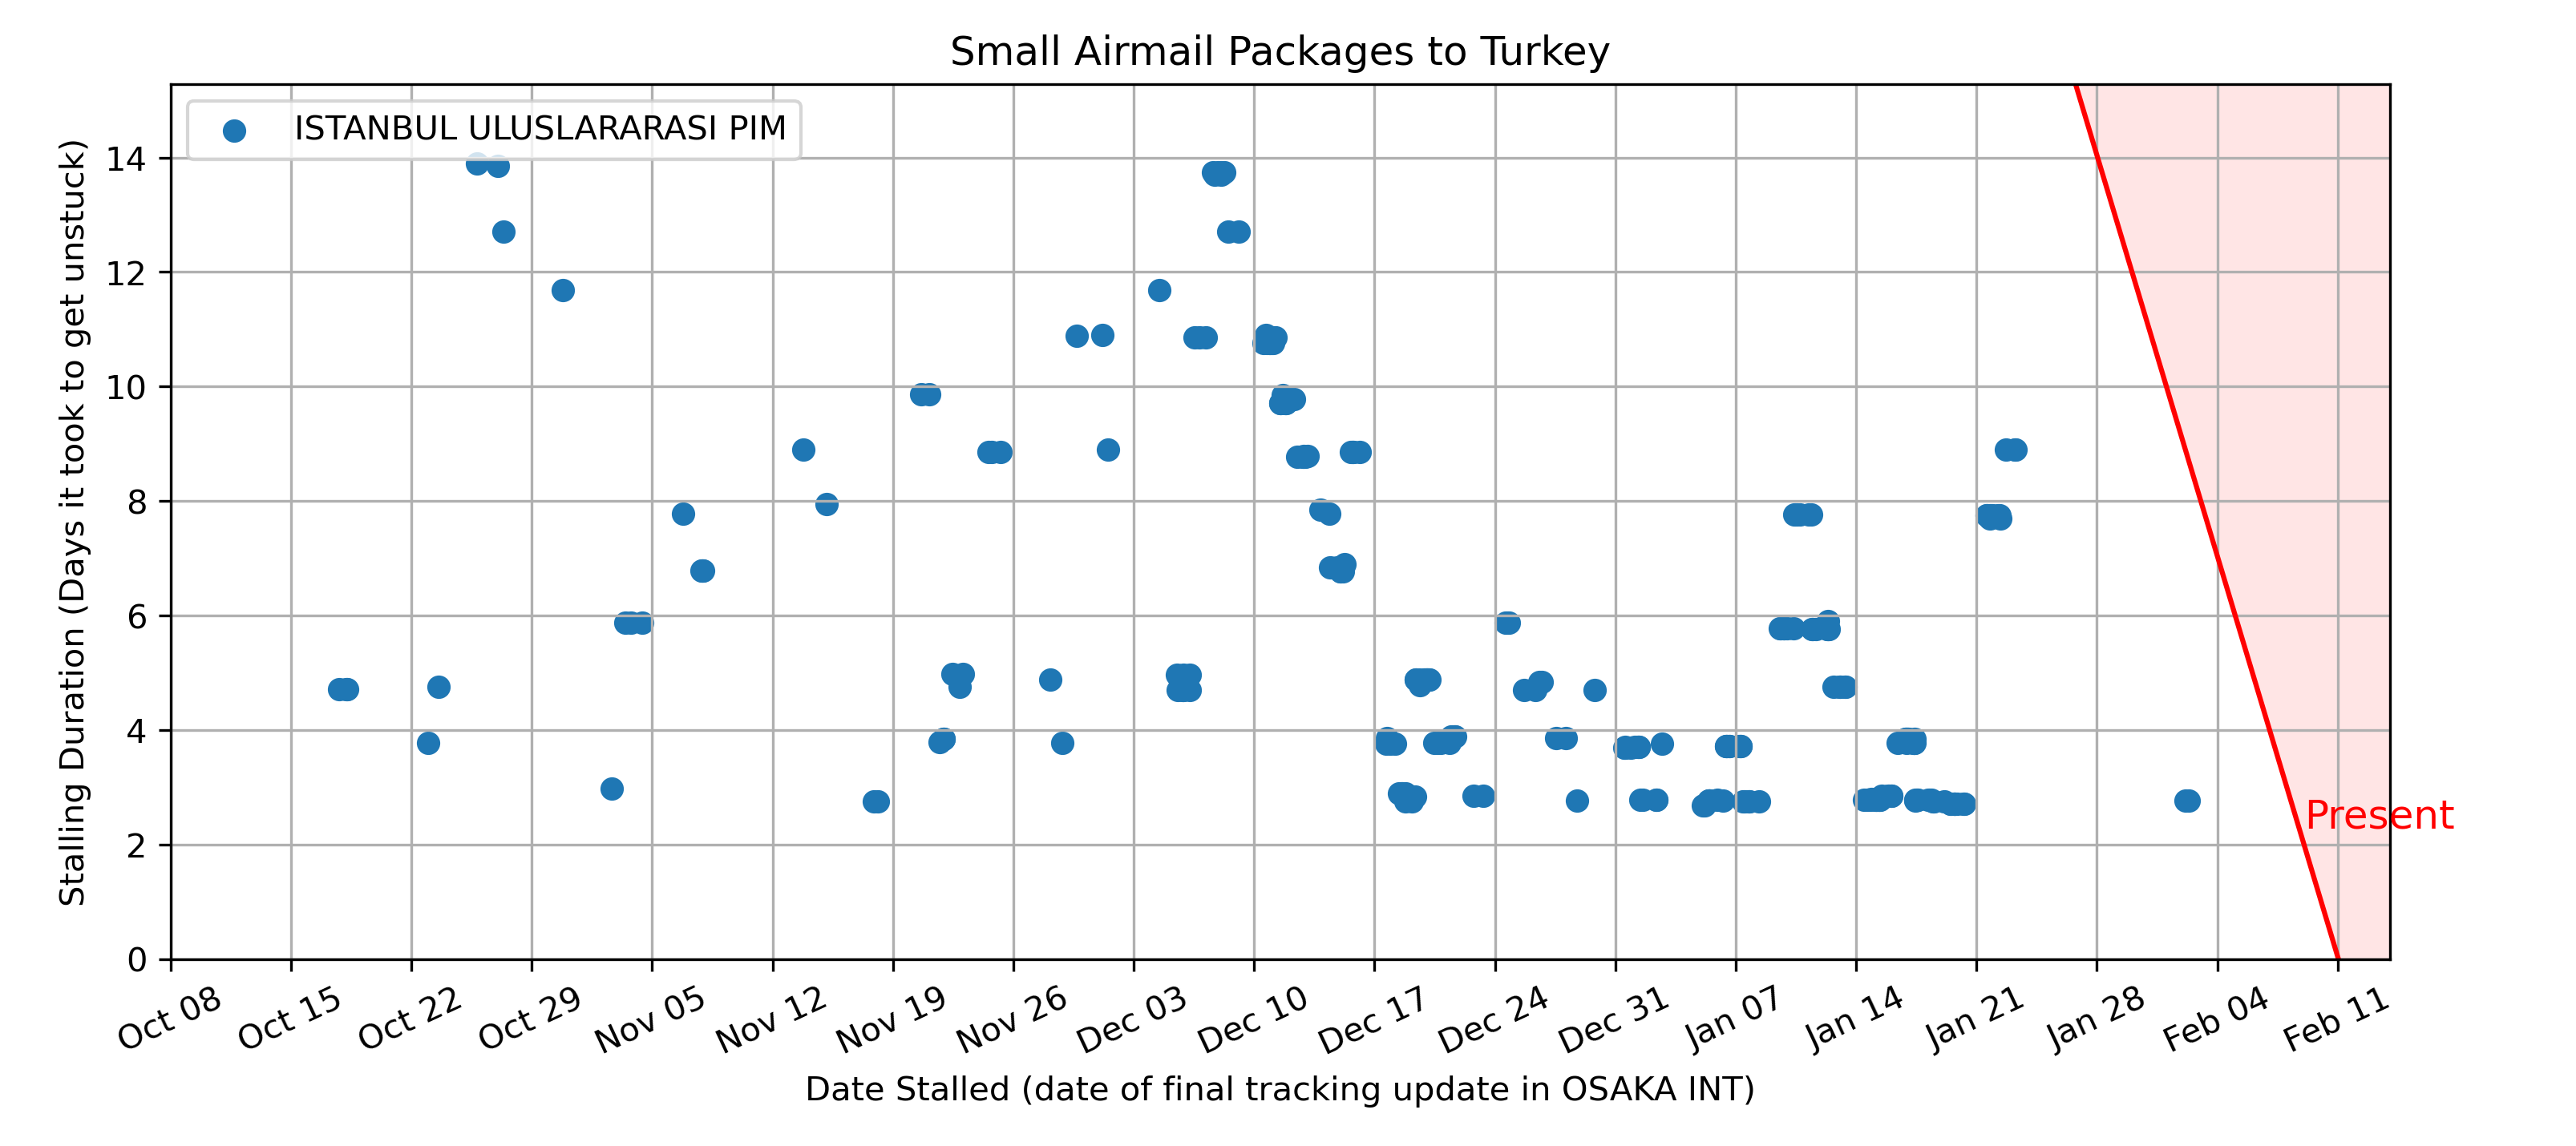 Small Airmail Packages to Turkey
ISTANBUL ULUSLARARASI PIM
Stalling Duration (Days it took to get unstuck)
14
12
10
8
6
4
2
0
Present
Oct 08
Oct 15
Oct 22
Oct 29
Nov 05
Nov 12
Nov 19
Nov 26
Dec 03
Dec 10
Dec 17
Dec 24
Dec 31
Jan 07
Jan 14
Jan 21
Jan 28
Feb 04
Feb 11
Date Stalled (date of final tracking update in OSAKA INT)